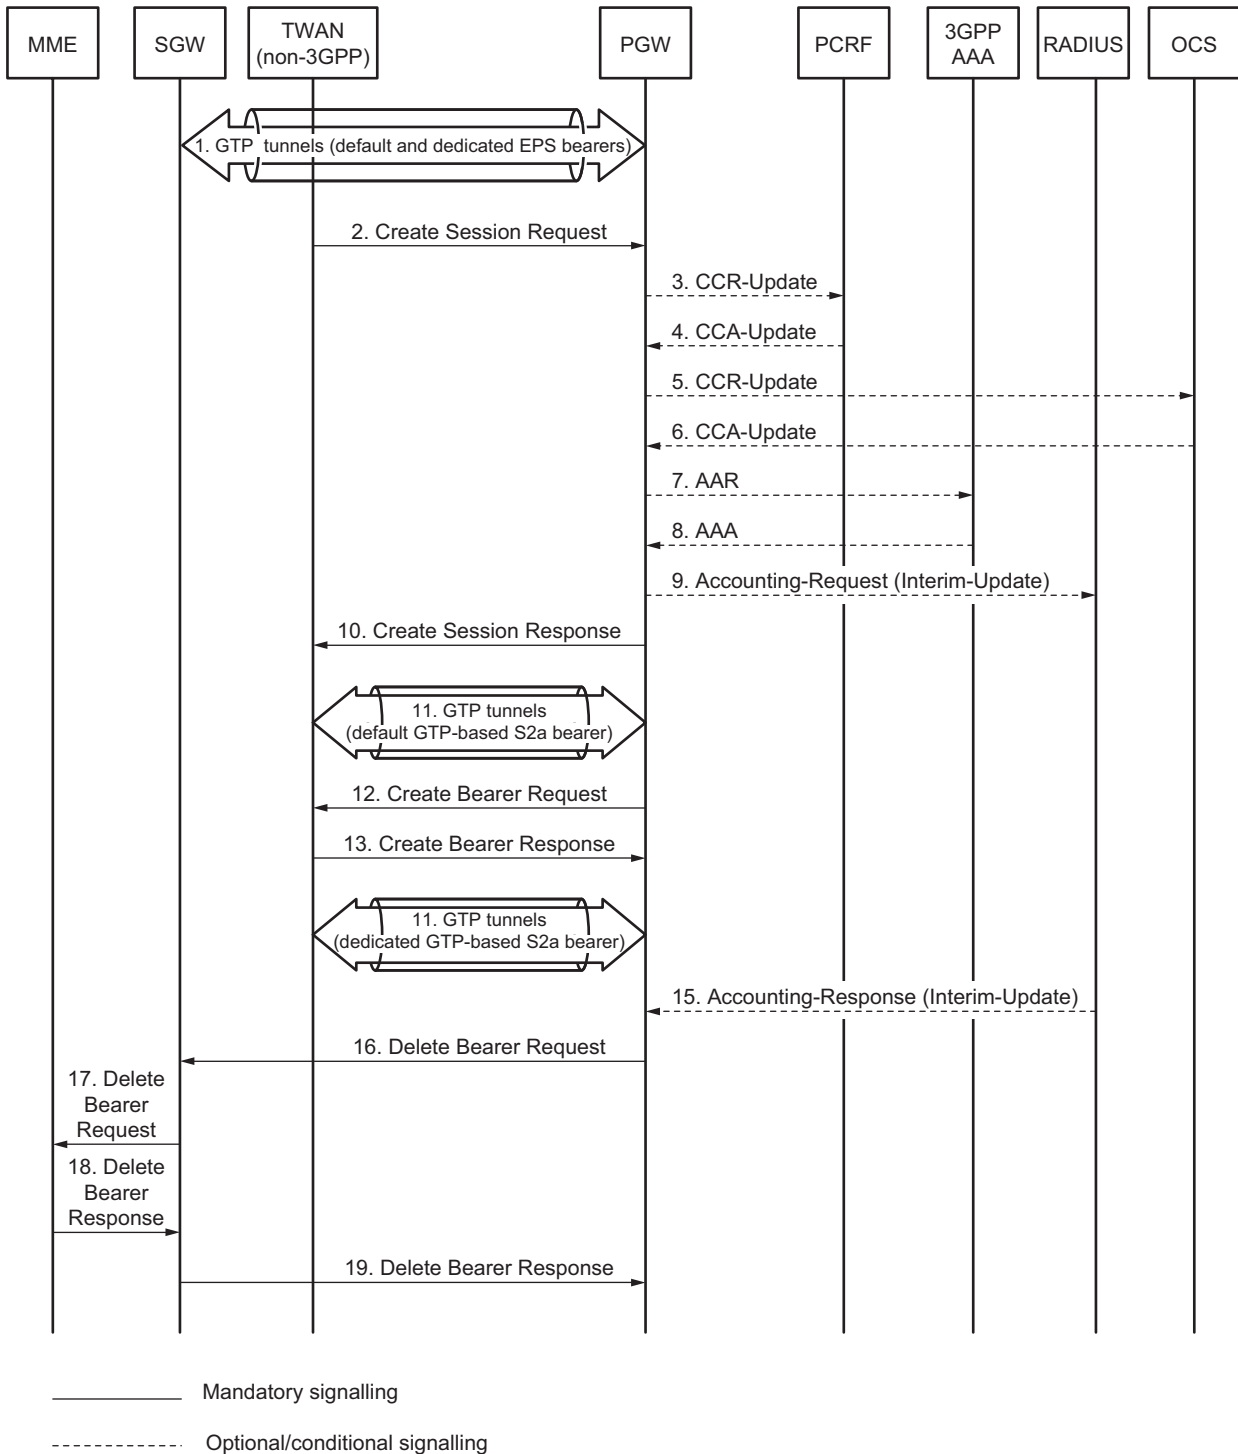 MME
SGW
TWAN
(non-3GPP)
PGW
PCRF
3GPP
AAA
RADIUS
OCS
1. GTP tunnels (default and dedicated EPS bearers)
2. Create Session Request
3. CCR-Update
4. CCA-Update
5. CCR-Update
6. CCA-Update
7. AAR
8. AAA
9. Accounting-Request (Interim-Update)
10. Create Session Response
11. GTP tunnels
(default GTP-based S2a bearer)
12. Create Bearer Request
13. Create Bearer Response
11. GTP tunnels
(dedicated GTP-based S2a bearer)
15. Accounting-Response (Interim-Update)
16. Delete Bearer Request
17. Delete
Bearer
Request
18. Delete
Bearer
Response
19. Delete Bearer Response
Mandatory signalling
Optional/conditional signalling